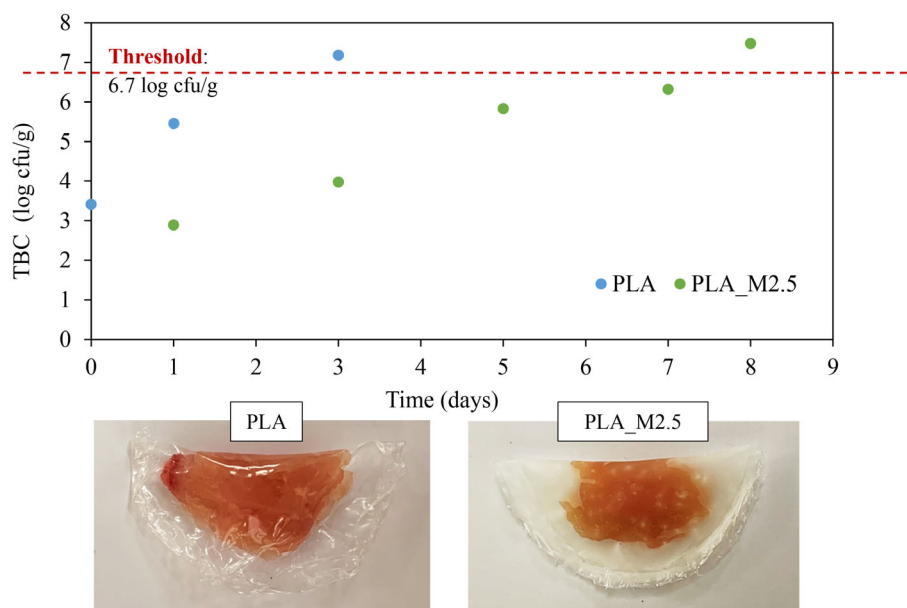 8
7
6
5
4
3
2
1
0
TBC (log cfu/g)
Threshold:
6.7 log cfu/g
PLA
PLA_M2.5
0 1 2 3 4 5 6 7 8 9
Time (days)
PLA
PLA_M2.5